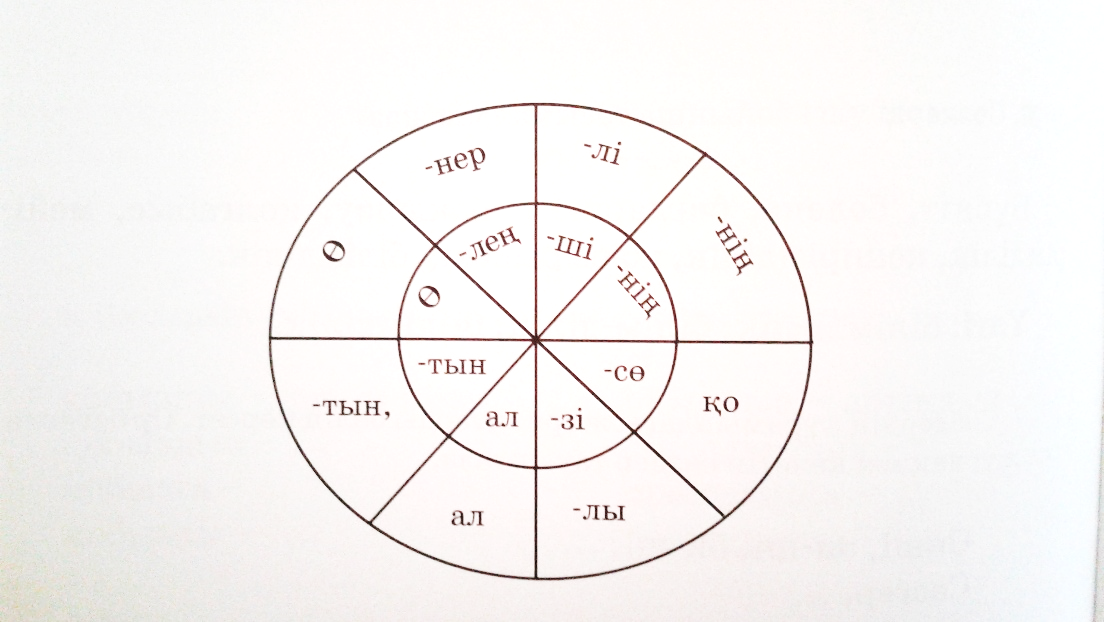 Ө
-нер
-лі
-нің
қо
-лы
ал
-тын,
Ө
-лең
-ші
-нің
-сө
-зі
ал
-тын